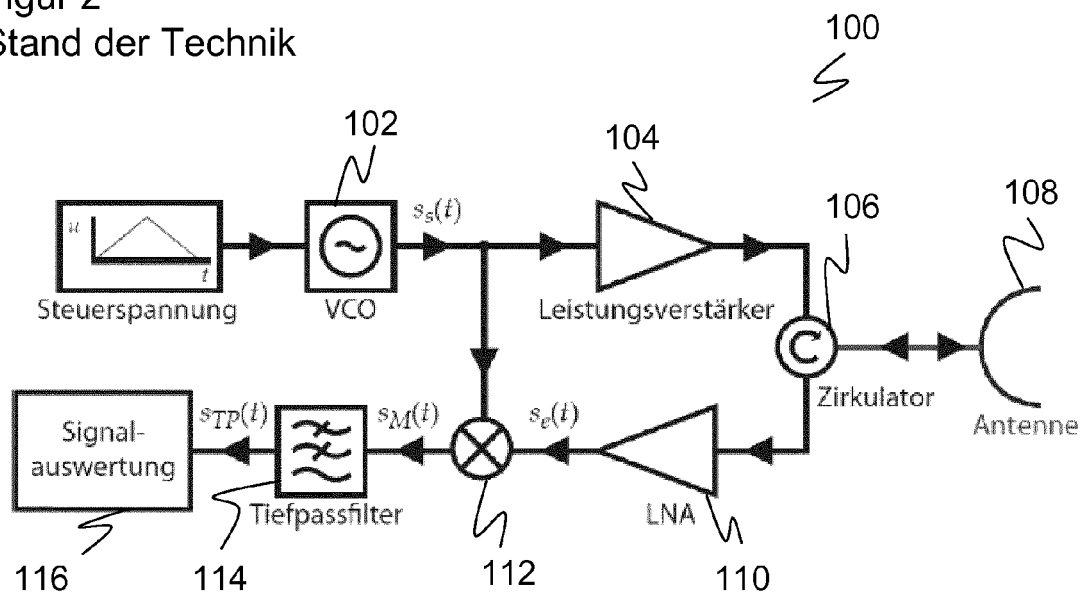 Figur 2
Stand der Technik
100
102
104
106
108
u
t
s_s(t)
Steuerspannung
VCO
Leistungsverstärker
Zirkulator
Antenne
Signal-
auswertung
s_TP(t)
s_M(t)
s_e(t)
Tiefpassfilter
LNA
116
114
112
110